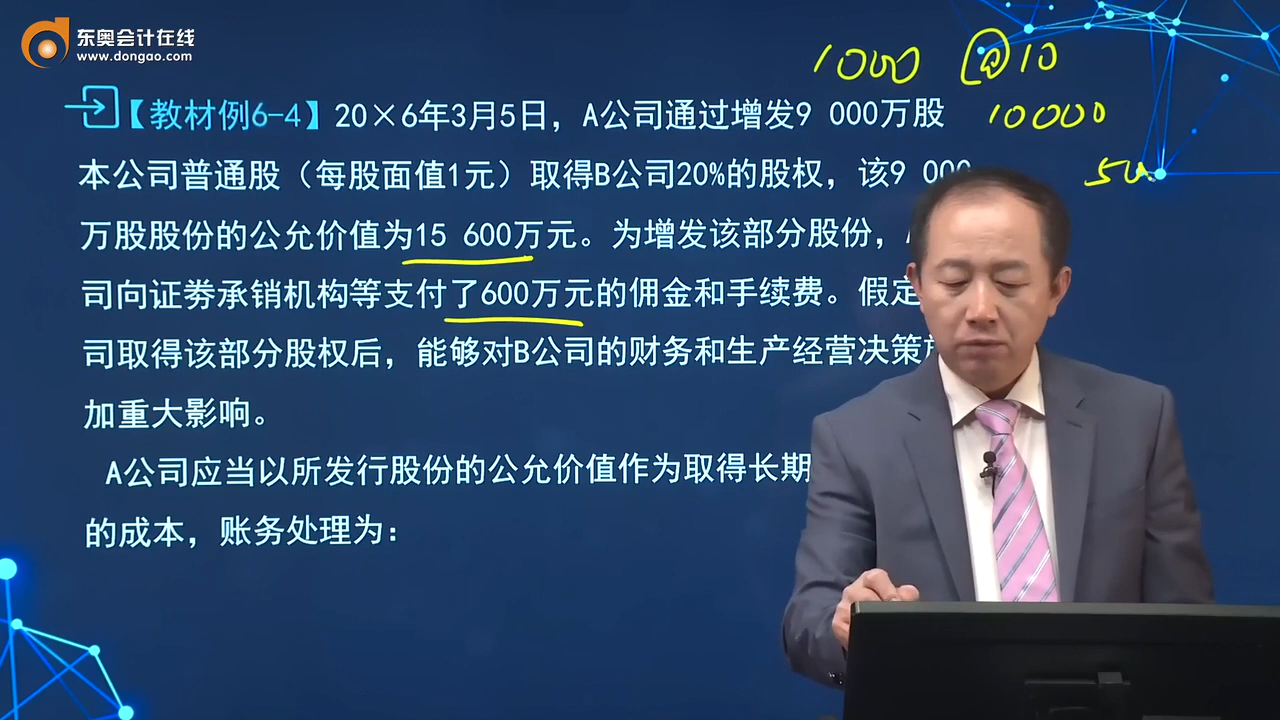 东奥会计在线
www.dongao.com
1000 @10
10000
【教材例6-4】20×6年3月5日，A公司通过增发9 000万股
本公司普通股（每股面值1元）取得B公司20%的股权，该9 000
万股股份的公允价值为15 600万元。为增发该部分股份，
司向证券承销机构等支付了600万元的佣金和手续费。假定
司取得该部分股权后，能够对B公司的财务和生产经营决策
加重大影响。
A公司应当以所发行股份的公允价值作为取得长期
的成本，账务处理为：